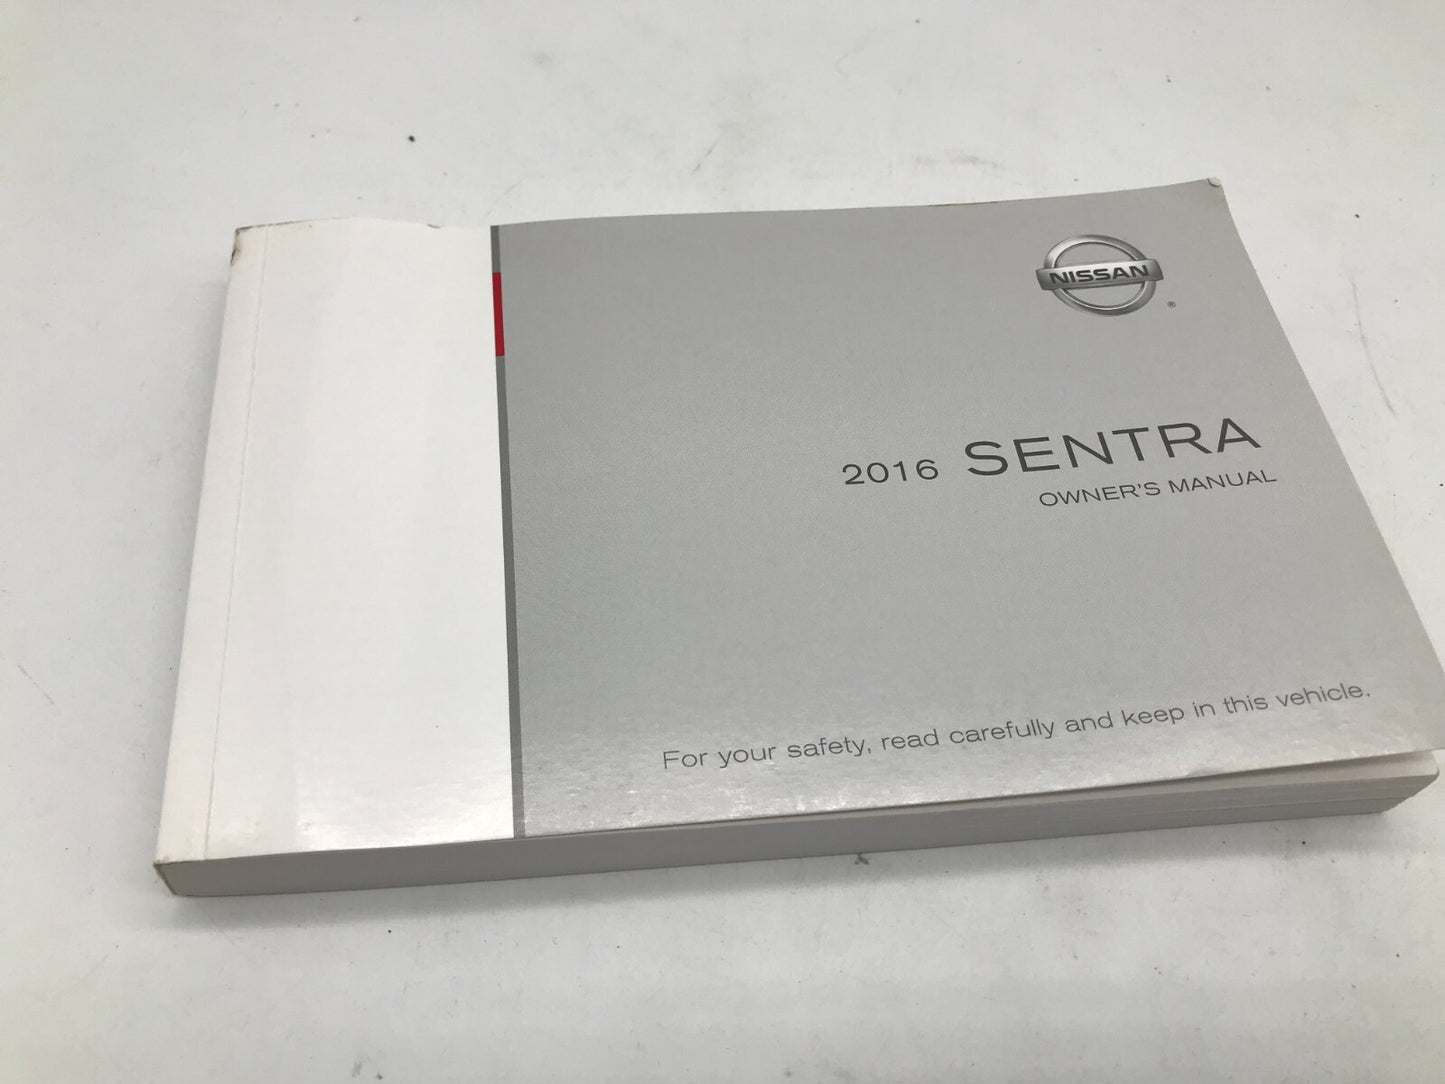 NISSAN
®
2016 SENTRA
OWNER'S MANUAL
For your safety, read carefully and keep in this vehicle.